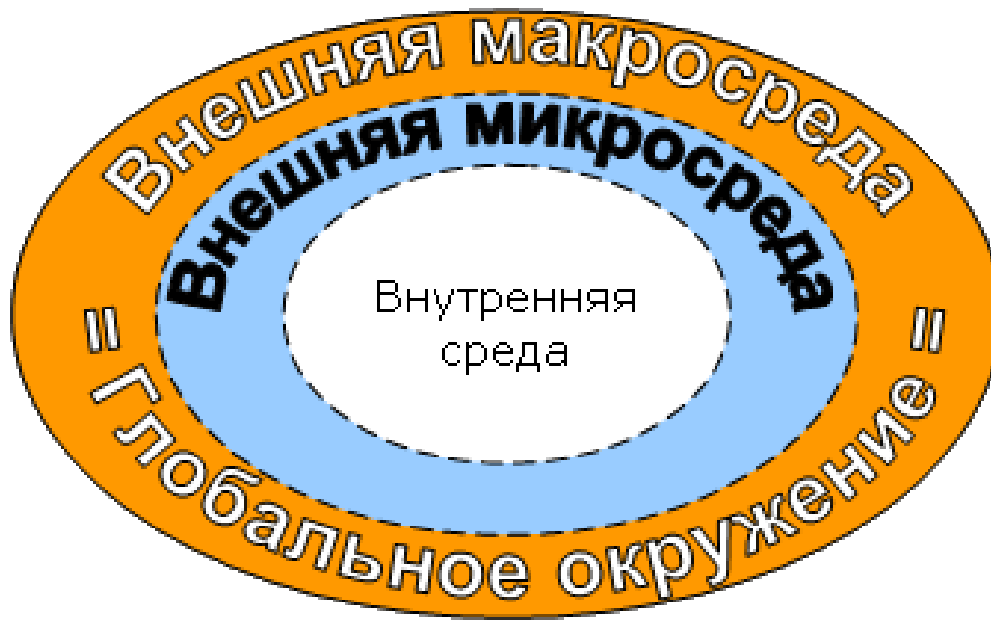 Внешняя макросреда
Внешняя микросреда
Внутренняя
среда
= Глобальное окружение =